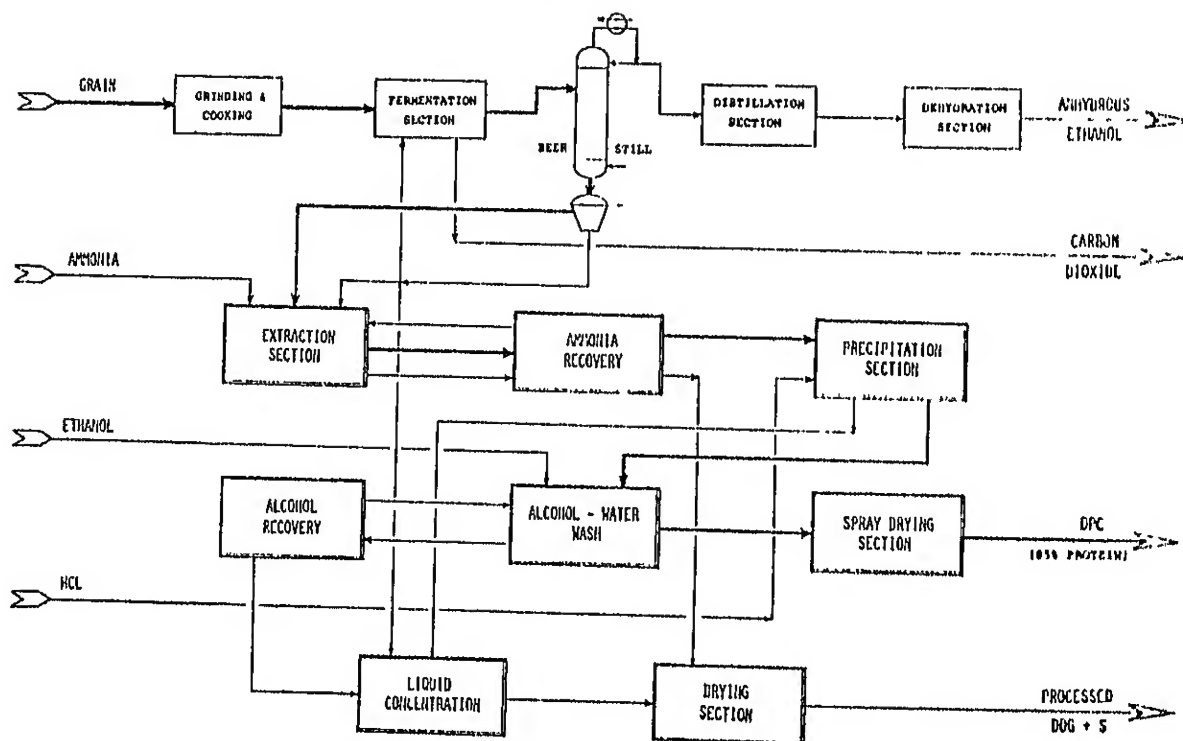 GRAIN
GRINDING &
COOKING
FERMENTATION
SECTION
BEER STILL
DISTILLATION
SECTION
DEHYDRATION
SECTION
ANHYDROUS
ETHANOL
CARBON
DIOXIDE
AMMONIA
EXTRACTION
SECTION
AMMONIA
RECOVERY
PRECIPITATION
SECTION
ETHANOL
ALCOHOL
RECOVERY
ALCOHOL - WATER
WASH
SPRAY DRYING
SECTION
DPC
PROTEIN)
HCL
LIQUID
CONCENTRATION
DRYING
SECTION
PROCESSED
DDG + S